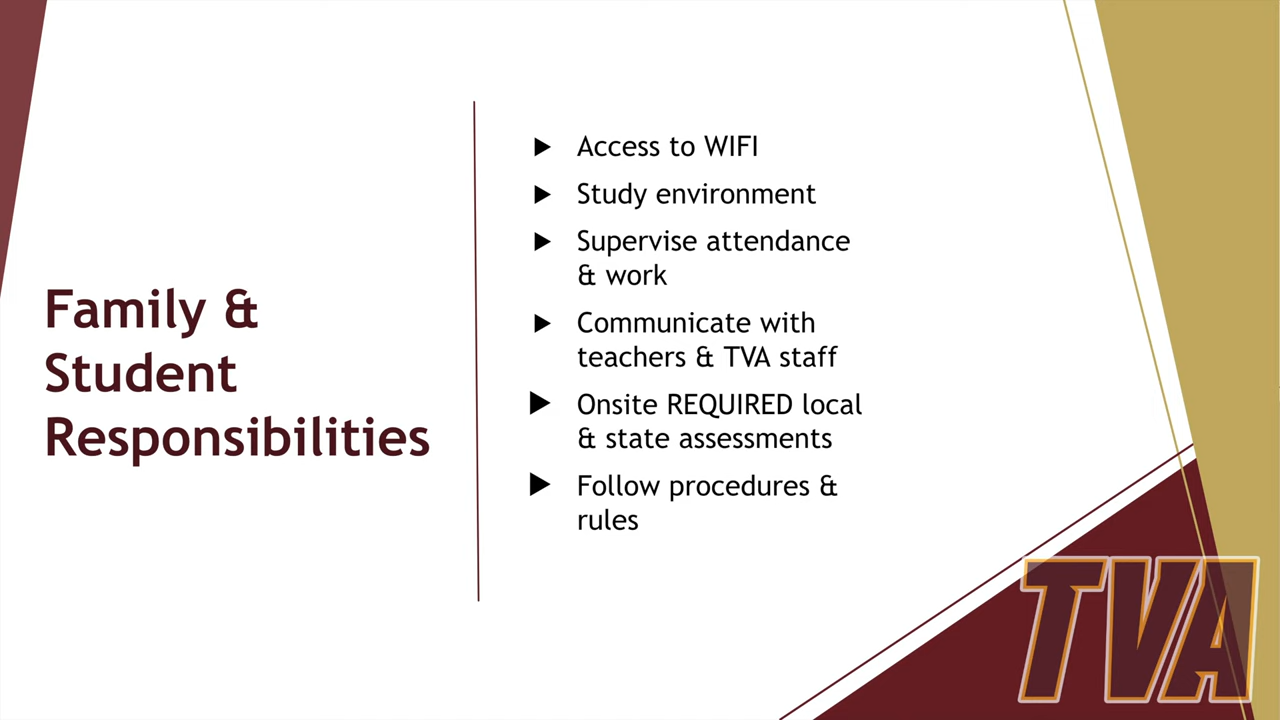 Family &
Student
Responsibilities
Access to WIFI
Study environment
Supervise attendance
& work
Communicate with
teachers & TVA staff
Onsite REQUIRED local
& state assessments
Follow procedures &
rules
TVA